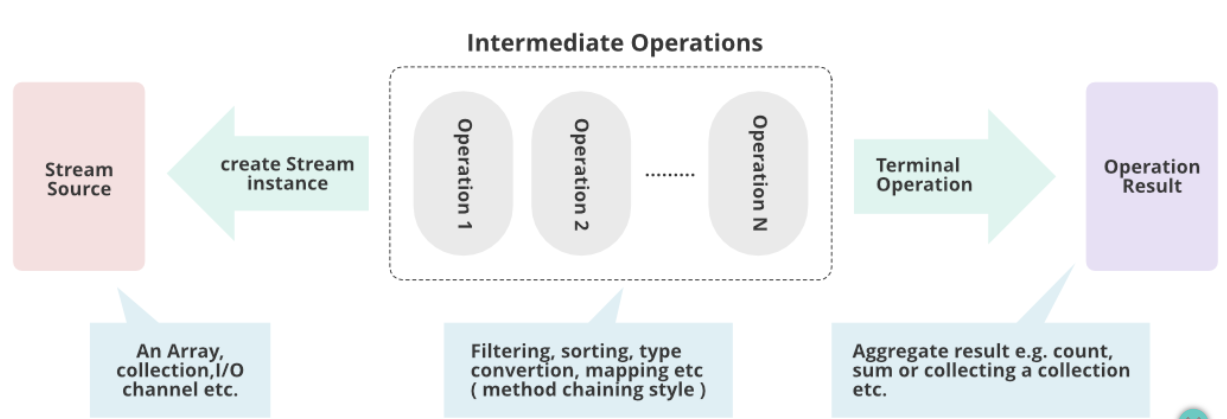 Intermediate Operations
Stream
Source
create Stream
instance
Operation 1
Operation 2
.........
Operation N
Terminal
Operation
Operation
Result
An Array,
collection,I/O
channel etc.
Filtering, sorting, type
convertion, mapping etc
( method chaining style )
Aggregate result e.g. count,
sum or collecting a collection
etc.